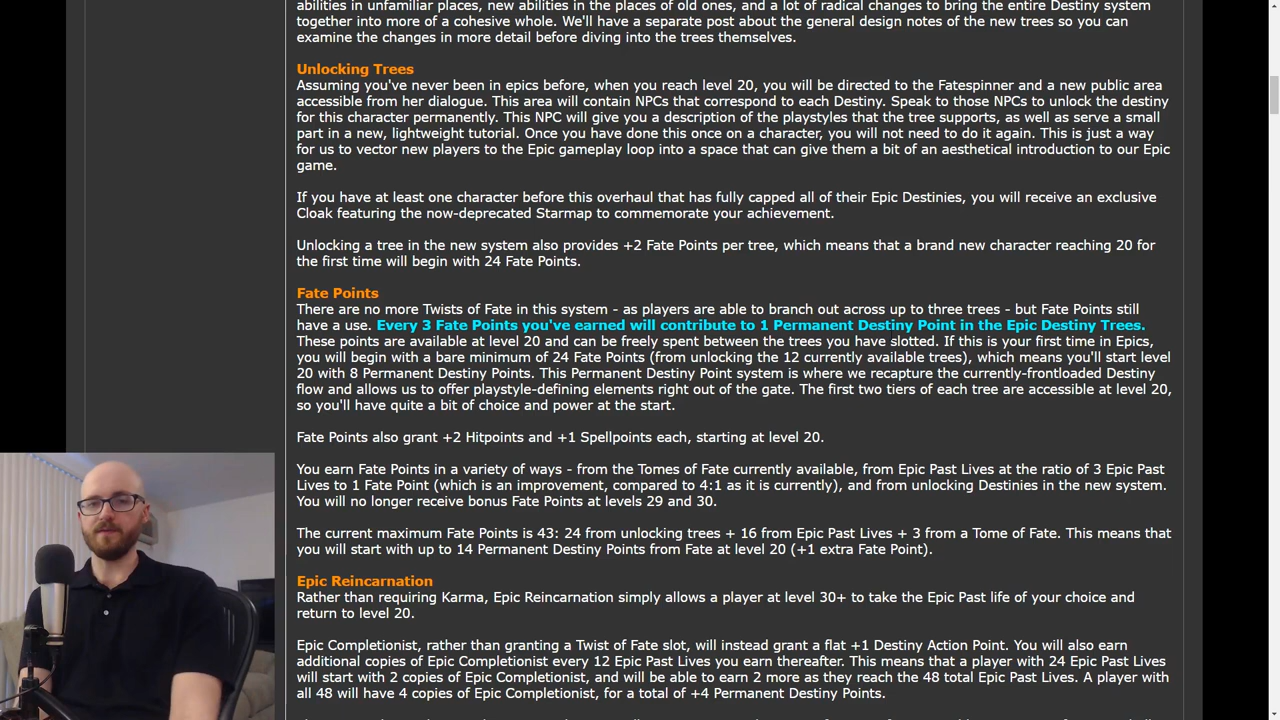 abilities in unfamiliar places, new abilities in the places of old ones, and a lot of radical changes to bring the entire Destiny system
together into more of a cohesive whole. We'll have a separate post about the general design notes of the new trees so you can
examine the changes in more detail before diving into the trees themselves.
Unlocking Trees
Assuming you've never been in epics before, when you reach level 20, you will be directed to the Fatespinner and a new public area
accessible from her dialogue. This area will contain NPCs that correspond to each Destiny. Speak to those NPCs to unlock the destiny
for this character permanently. This NPC will give you a description of the playstyles that the tree supports, as well as serve a small
part in a new, lightweight tutorial. Once you have done this once on a character, you will not need to do it again. This is just a way
for us to vector new players to the Epic gameplay loop into a space that can give them a bit of an aesthetical introduction to our Epic
game.
If you have at least one character before this overhaul that has fully capped all of their Epic Destinies, you will receive an exclusive
Cloak featuring the now-deprecated Starmap to commemorate your achievement.
Unlocking a tree in the new system also provides +2 Fate Points per tree, which means that a brand new character reaching 20 for
the first time will begin with 24 Fate Points.
Fate Points
There are no more Twists of Fate in this system - as players are able to branch out across up to three trees - but Fate Points still
have a use. Every 3 Fate Points you've earned will contribute to 1 Permanent Destiny Point in the Epic Destiny Trees.
These points are available at level 20 and can be freely spent between the trees you have slotted. If this is your first time in Epics,
you will begin with a bare minimum of 24 Fate Points (from unlocking the 12 currently available trees), which means you'll start level
20 with 8 Permanent Destiny Points. This Permanent Destiny Point system is where we recapture the currently-frontloaded Destiny
flow and allows us to offer playstyle-defining elements right out of the gate. The first two tiers of each tree are accessible at level 20,
so you'll have quite a bit of choice and power at the start.
Fate Points also grant +2 Hitpoints and +1 Spellpoints each, starting at level 20.
You earn Fate Points in a variety of ways - from the Tomes of Fate currently available, from Epic Past Lives at the ratio of 3 Epic Past
Lives to 1 Fate Point (which is an improvement, compared to 4:1 as it is currently), and from unlocking Destinies in the new system.
You will no longer receive bonus Fate Points at levels 29 and 30.
The current maximum Fate Points is 43: 24 from unlocking trees + 16 from Epic Past Lives + 3 from a Tome of Fate. This means that
you will start with up to 14 Permanent Destiny Points from Fate at level 20 (+1 extra Fate Point).
Epic Reincarnation
Rather than requiring Karma, Epic Reincarnation simply allows a player at level 30+ to take the Epic Past life of your choice and
return to level 20.
Epic Completionist, rather than granting a Twist of Fate slot, will instead grant a flat +1 Destiny Action Point. You will also earn
additional copies of Epic Completionist every 12 Epic Past Lives you earn thereafter. This means that a player with 24 Epic Past Lives
will start with 2 copies of Epic Completionist, and will be able to earn 2 more as they reach the 48 total Epic Past Lives. A player with
all 48 will have 4 copies of Epic Completionist, for a total of +4 Permanent Destiny Points.